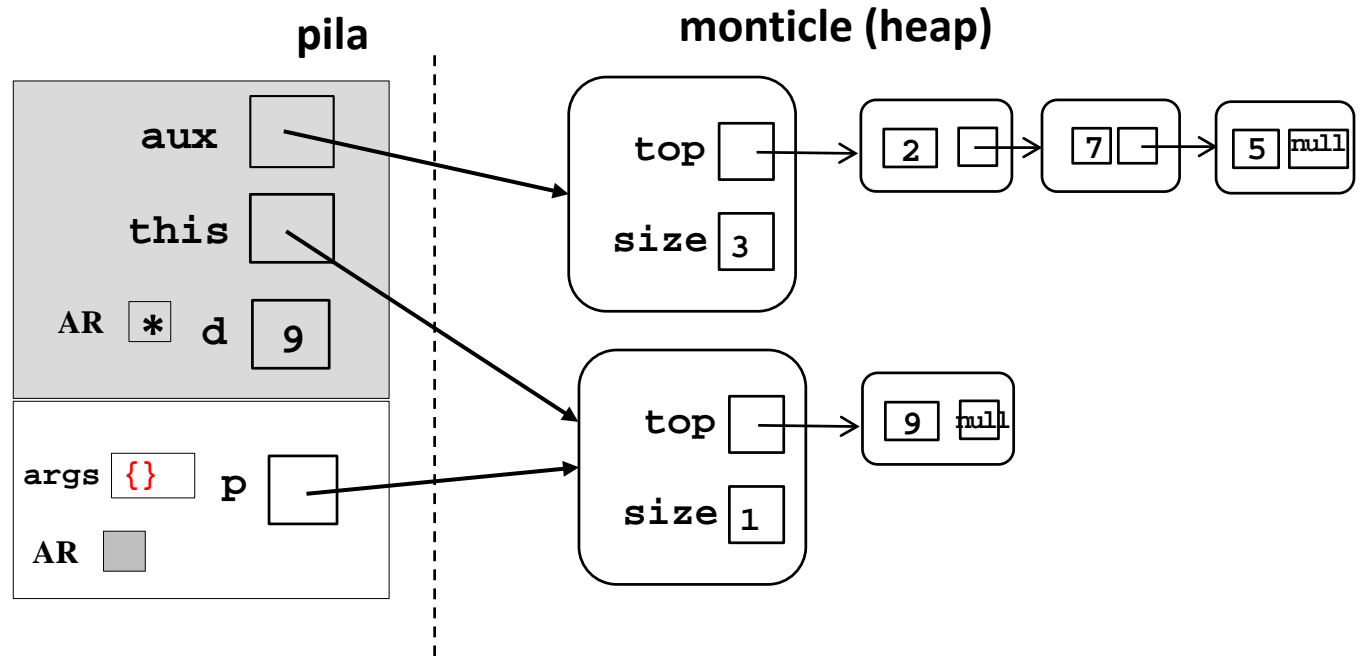 pila
monticle (heap)
aux
top
2
7
5
null
this
size
3
AR
*
d
9
top
9
null
args
{}
p
size
1
AR